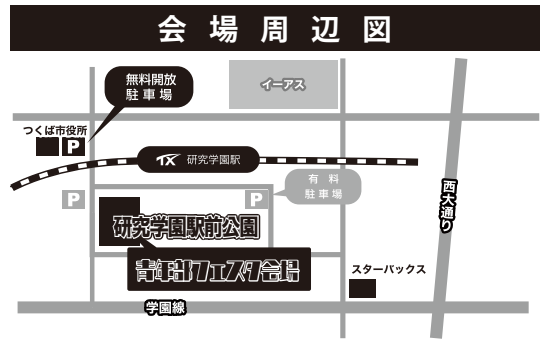 会場周辺図
無料開放
駐車場
イーアス
つくば市役所
P
TX 研究学園駅
有料
駐車場
P
P
研究学園駅前公園
青年部フェスタ会場
西大通り
スターバックス
学園線